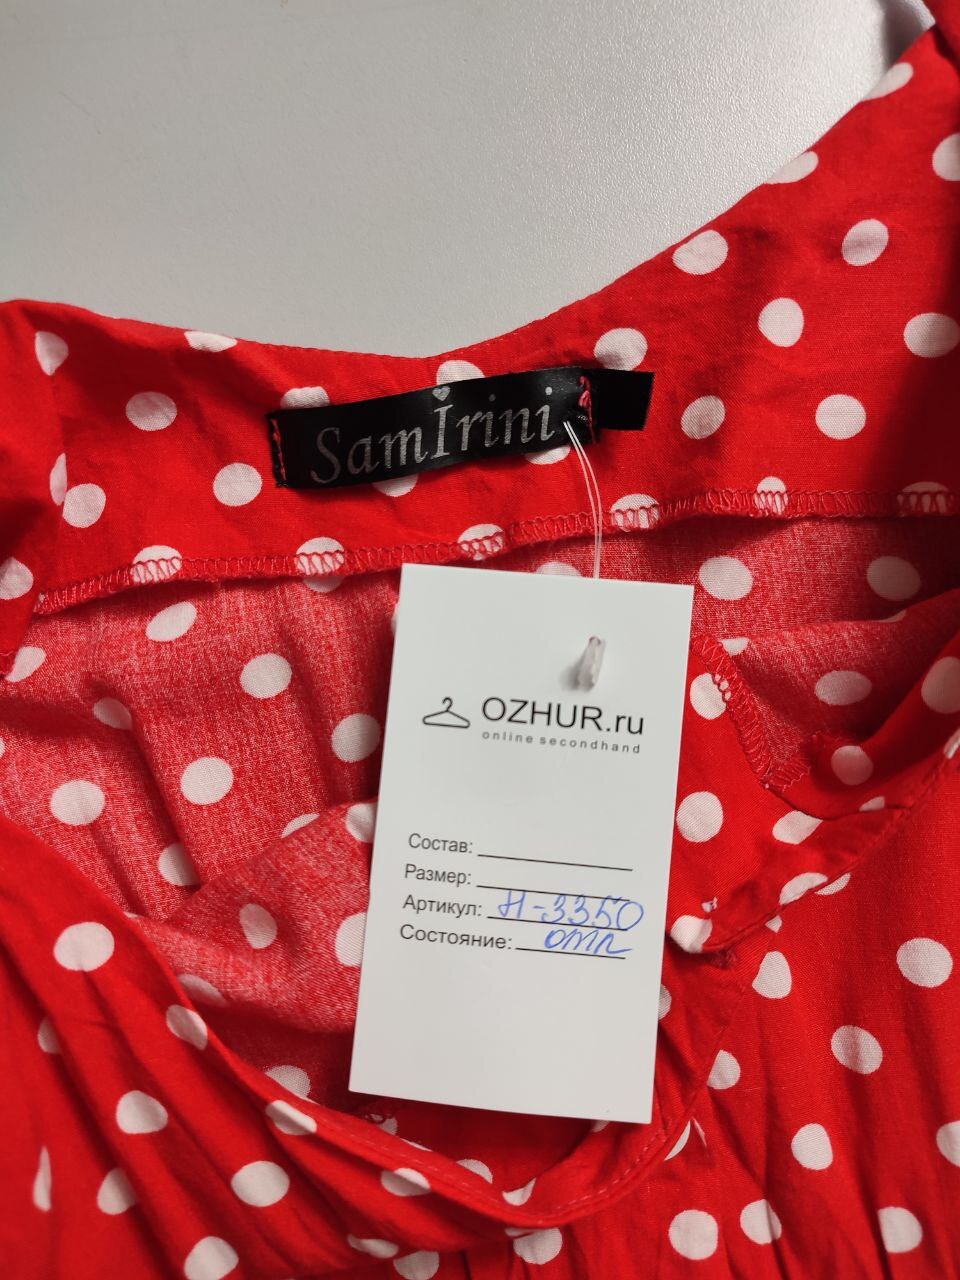 SamIrini
OZHUR.ru
online secondhand
Состав:
Размер:
Артикул: Н-3350
Состояние: отл